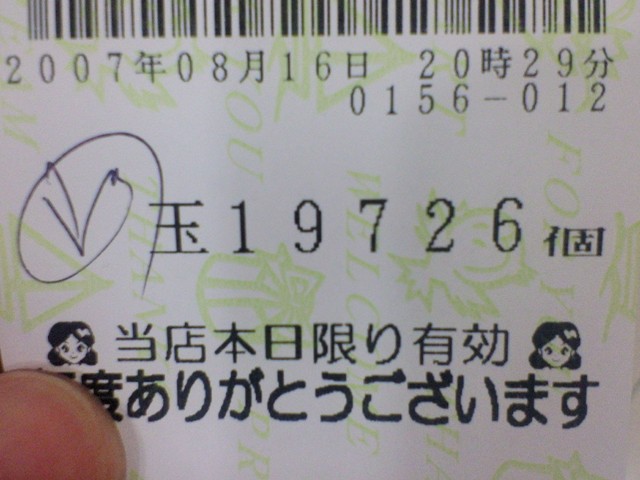 2007年08月16日 20時29分
0156-012
玉19726個
当店本日限り有効
度ありがとうございます